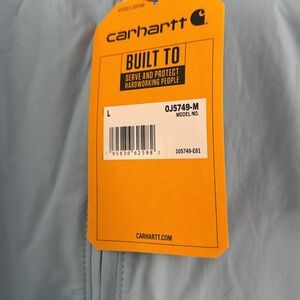 carhartt
BUILT TO
SERVE AND PROTECT
HARDWORKING PEOPLE
L
OJ5749-M
MODEL NO.
105749-E61
CARHARTT.COM